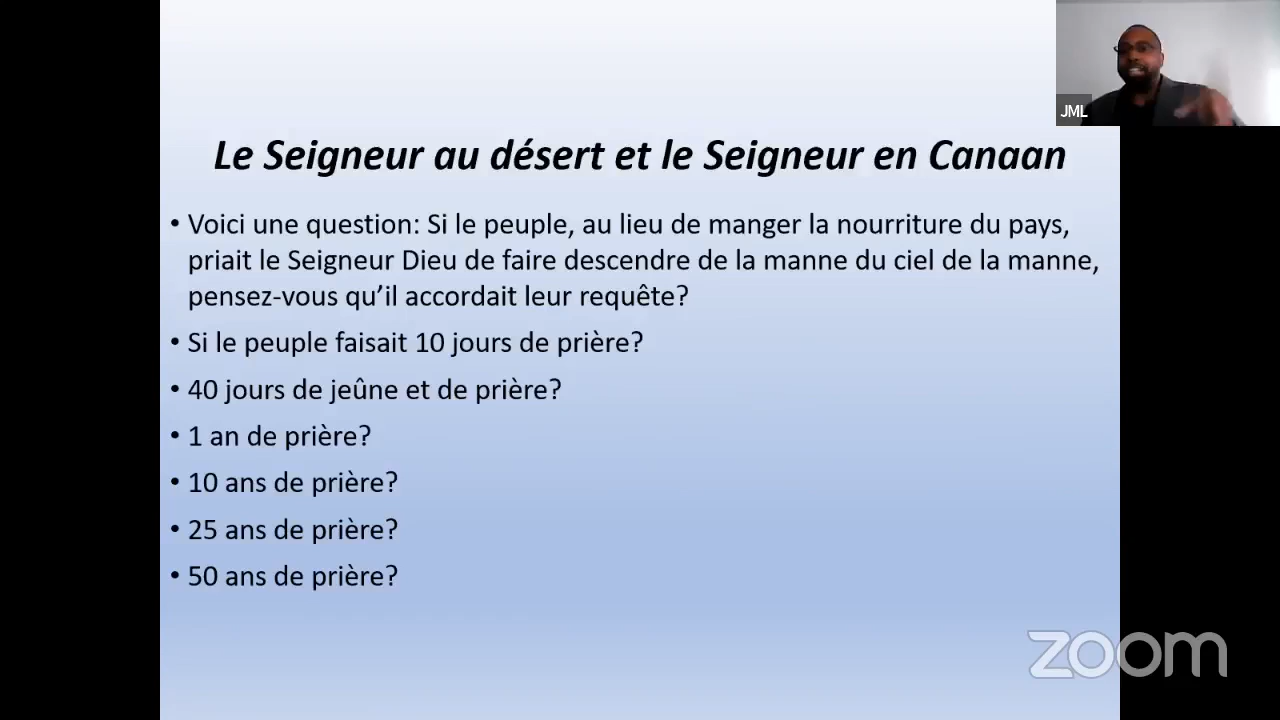 JML
Le Seigneur au désert et le Seigneur en Canaan
• Voici une question: Si le peuple, au lieu de manger la nourriture du pays,
priait le Seigneur Dieu de faire descendre de la manne du ciel de la manne,
pensez-vous qu’il accordait leur requête?
• Si le peuple faisait 10 jours de prière?
• 40 jours de jeûne et de prière?
• 1 an de prière?
• 10 ans de prière?
• 25 ans de prière?
• 50 ans de prière?
zoom